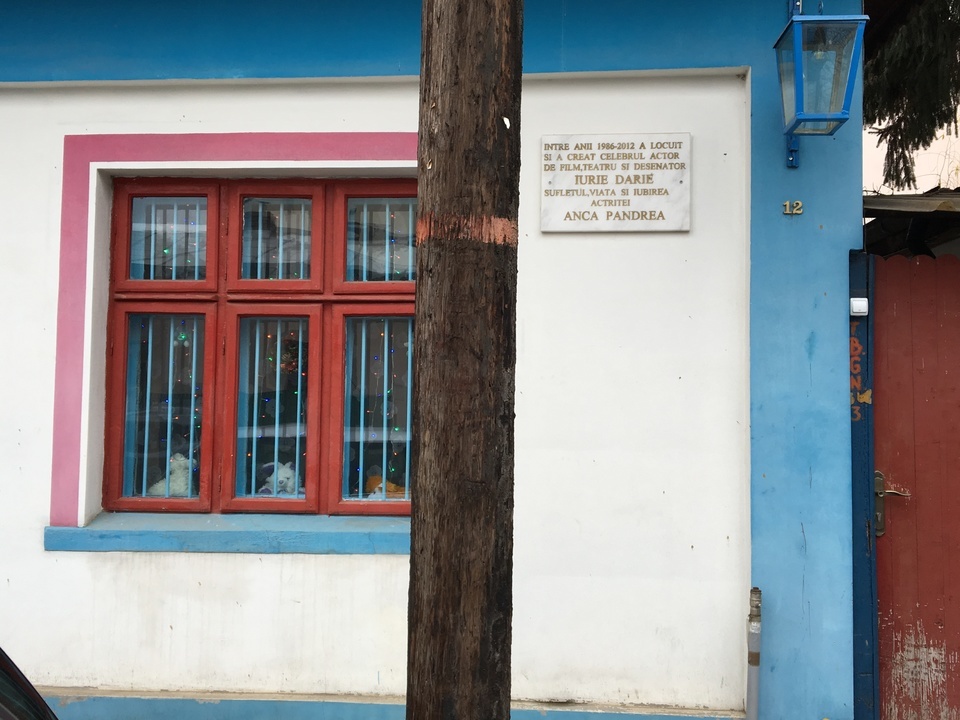 INTRE ANII 1986-2012 A LOCUIT
SI A CREAT CELEBRUL ACTOR
DE FILM,TEATRU SI DESENATOR
IURIE DARIE
SUFLETUL,VIATA SI IUBIREA
ACTRITEI
ANCA PANDREA
12